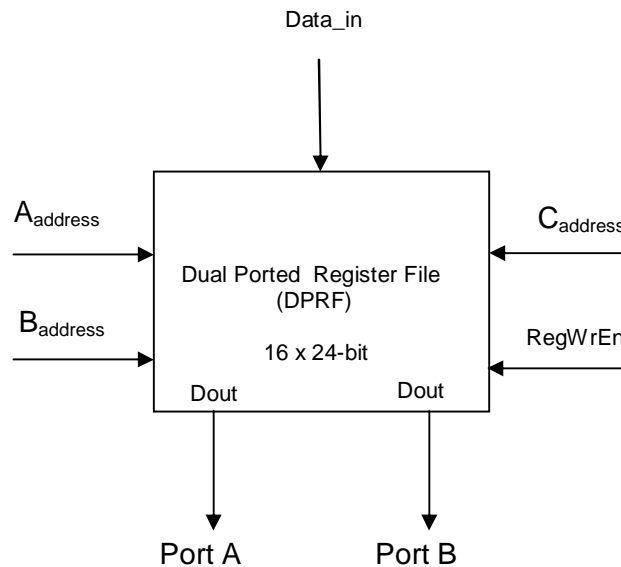 Data_in
Aaddress
Caddress
Dual Ported Register File
(DPRF)
Baddress
16 x 24-bit
RegWrEn
Dout
Dout
Port A
Port B